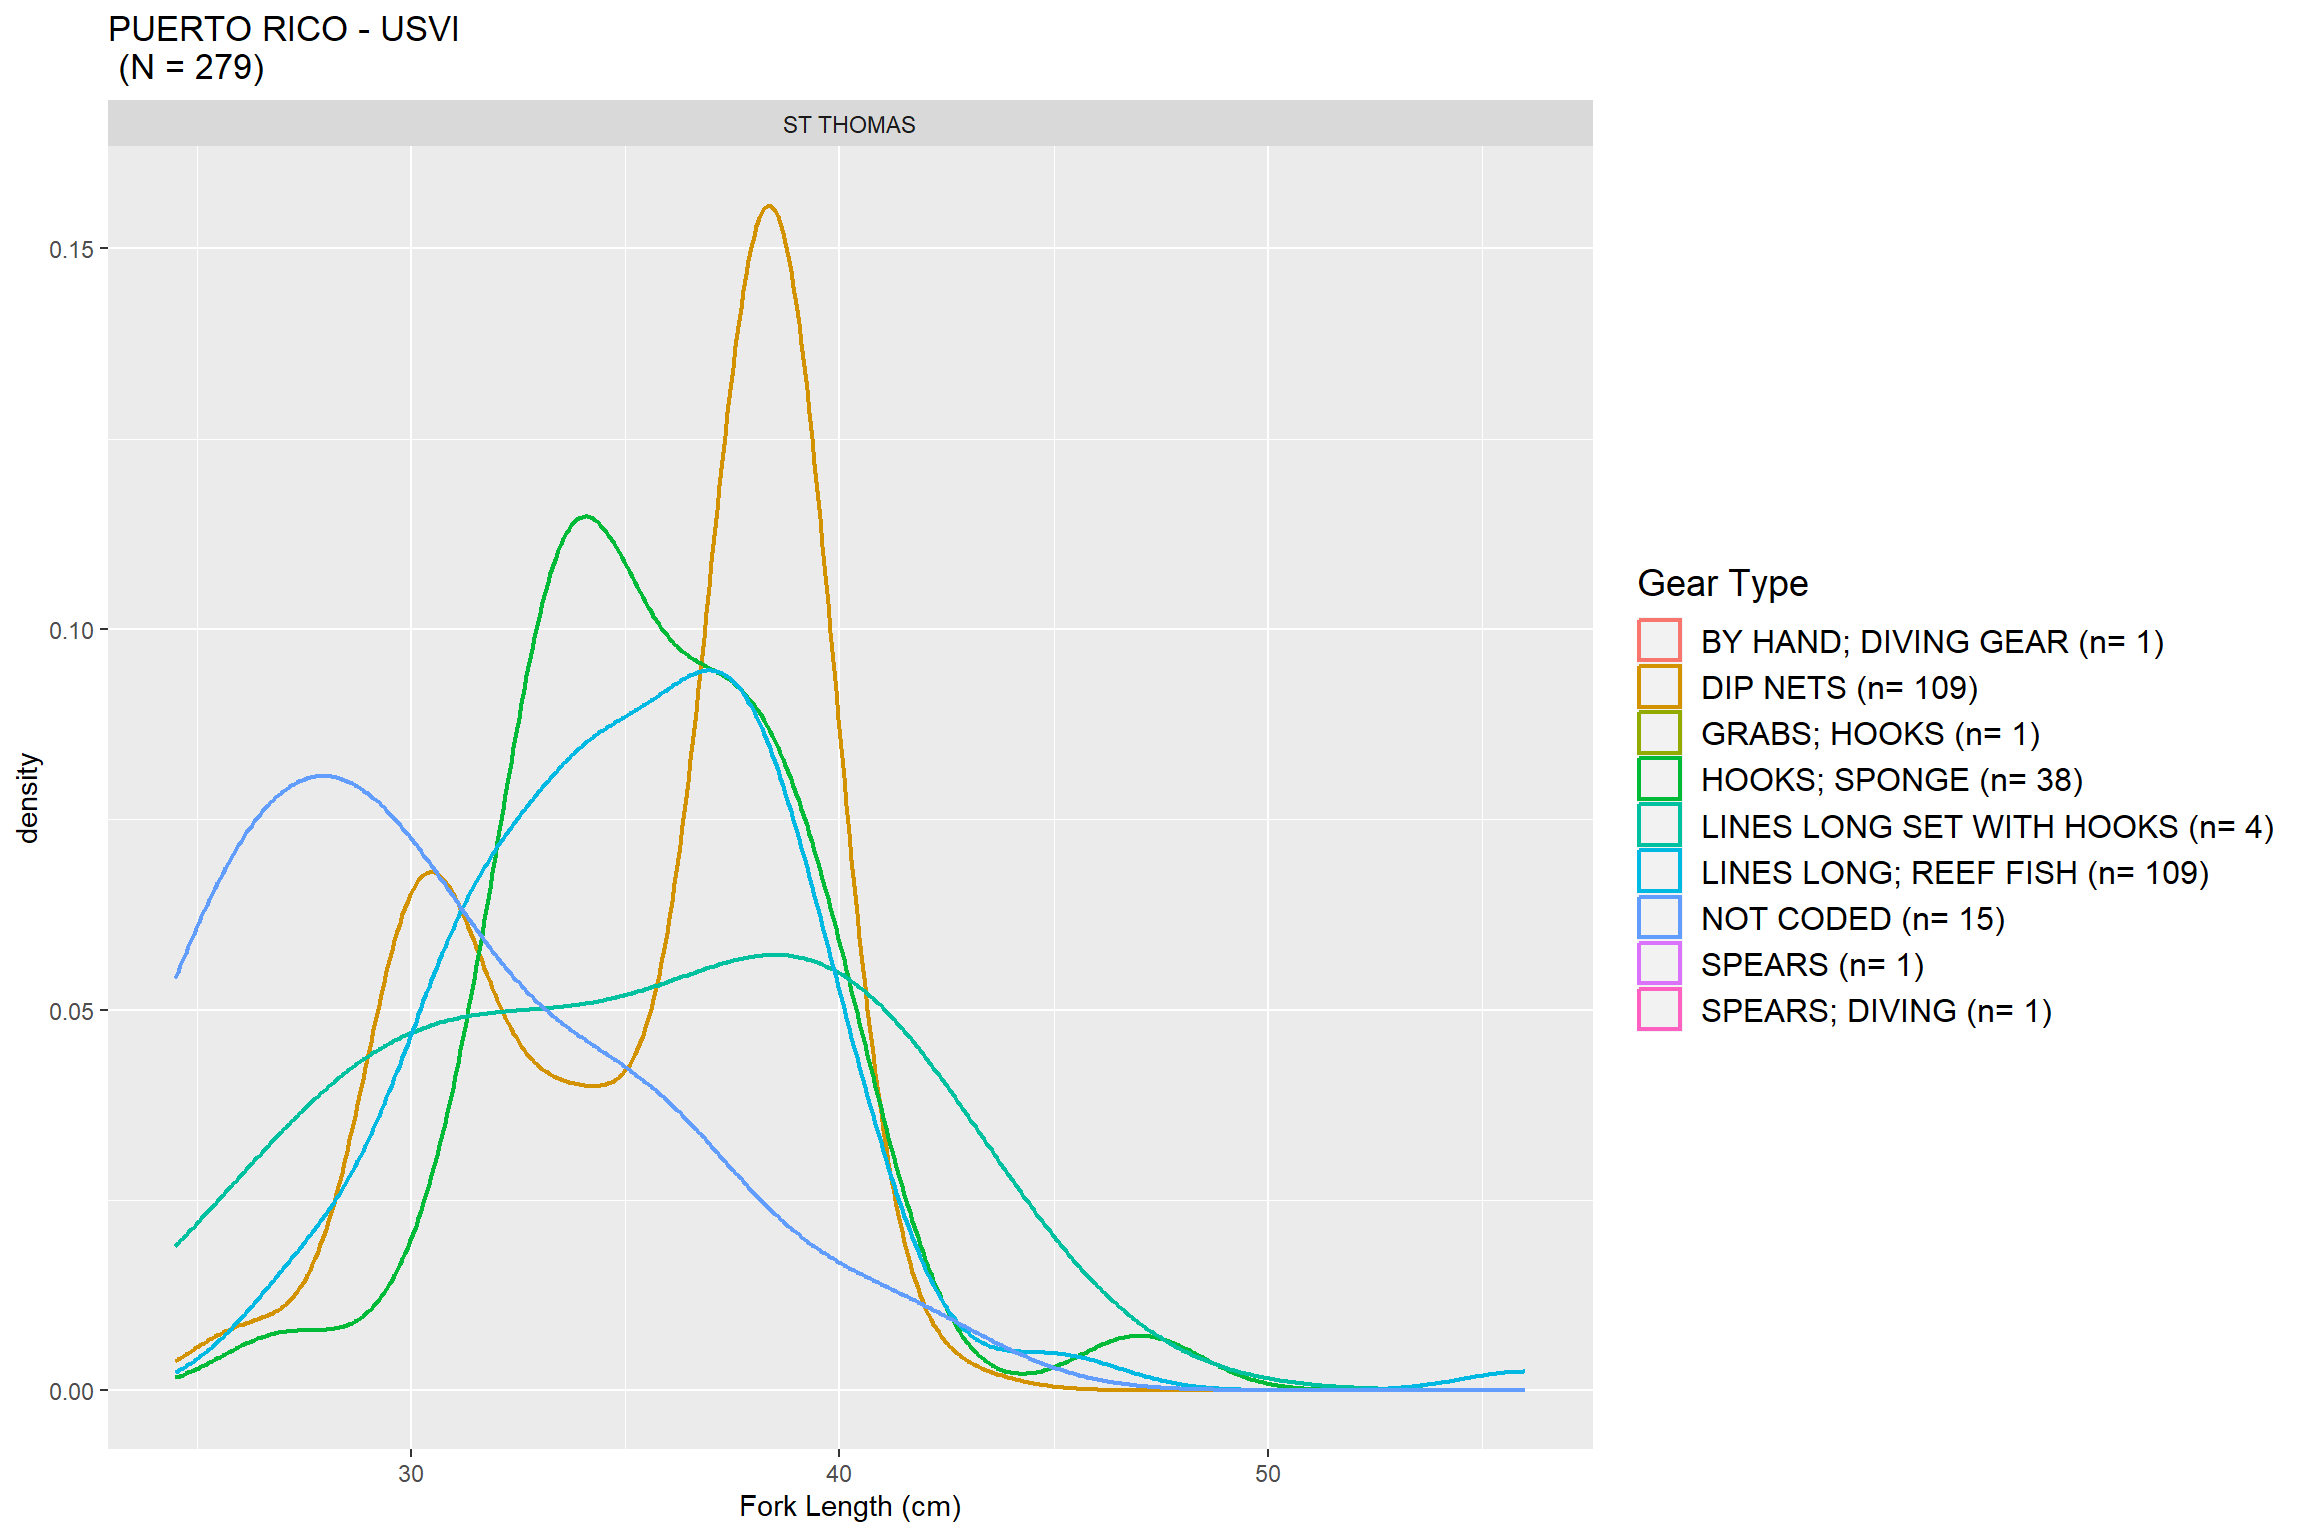 PUERTO RICO - USVI
(N = 279)
ST THOMAS
0.15
0.10
0.05
0.00
density
30
40
50
Fork Length (cm)
Gear Type
BY HAND; DIVING GEAR (n= 1)
DIP NETS (n= 109)
GRABS; HOOKS (n= 1)
HOOKS; SPONGE (n= 38)
LINES LONG SET WITH HOOKS (n= 4)
LINES LONG; REEF FISH (n= 109)
NOT CODED (n= 15)
SPEARS (n= 1)
SPEARS; DIVING (n= 1)